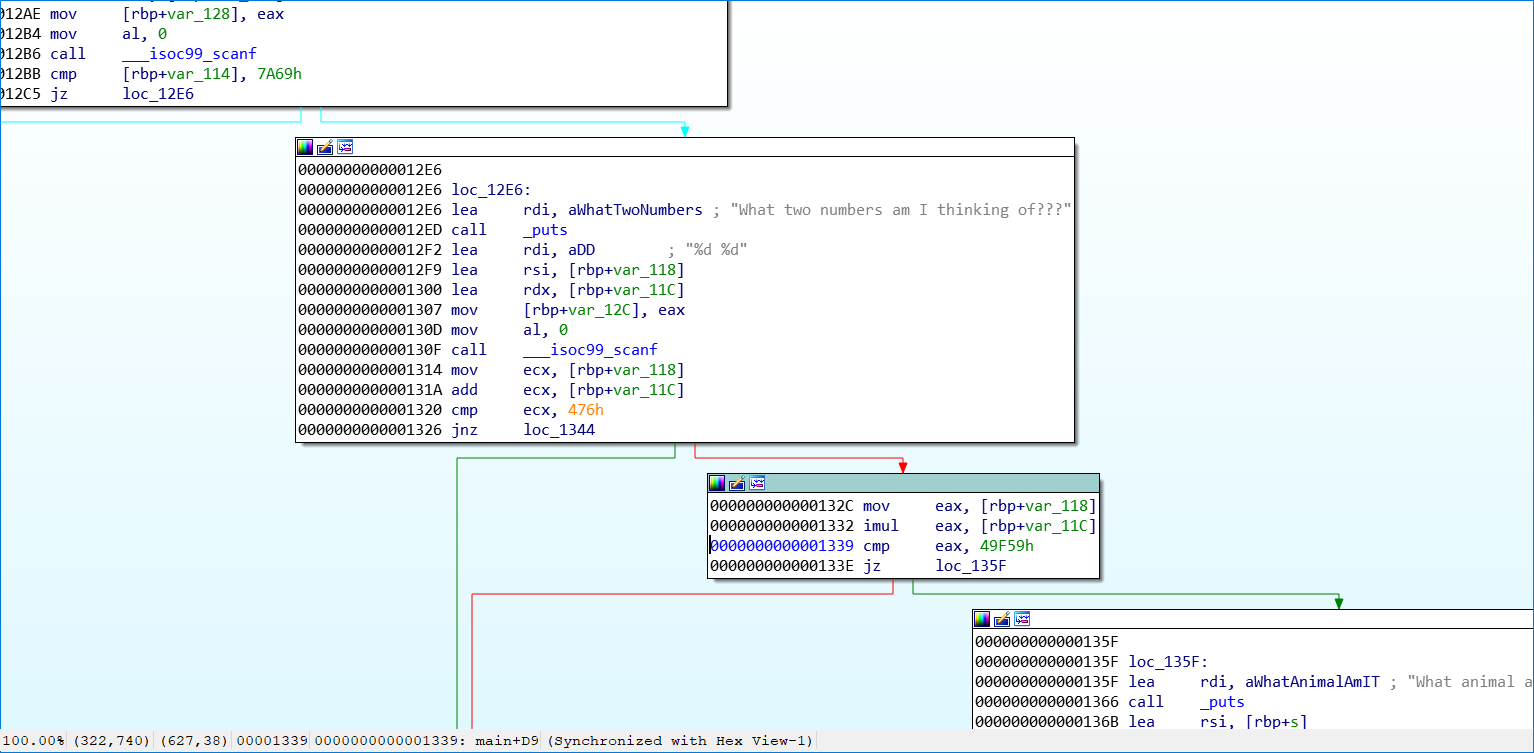 012AE mov [rbp+var_128], eax
012B4 mov al, 0
012B6 call ___isoc99_scanf
012BB cmp [rbp+var_114], 7A69h
012C5 jz loc_12E6
00000000000012E6
00000000000012E6 loc_12E6:
00000000000012E6 lea rdi, aWhatTwoNumbers ; "What two numbers am I thinking of???"
00000000000012ED call _puts
00000000000012F2 lea rdi, aDD ; "%d %d"
00000000000012F9 lea rsi, [rbp+var_118]
0000000000001300 lea rdx, [rbp+var_11C]
0000000000001307 mov [rbp+var_12C], eax
000000000000130D mov al, 0
000000000000130F call ___isoc99_scanf
0000000000001314 mov ecx, [rbp+var_118]
000000000000131A add ecx, [rbp+var_11C]
0000000000001320 cmp ecx, 476h
0000000000001326 jnz loc_1344
000000000000132C mov eax, [rbp+var_118]
0000000000001332 imul eax, [rbp+var_11C]
0000000000001339 cmp eax, 49F59h
000000000000133E jz loc_135F
000000000000135F
000000000000135F loc_135F:
000000000000135F lea rdi, aWhatAnimalAmIT ; "What animal a
0000000000001366 call _puts
000000000000136B lea rsi, [rbp+s]
100.00% (322,740) (627,38) 00001339 0000000000001339: main+D9 (Synchronized with Hex View-1)